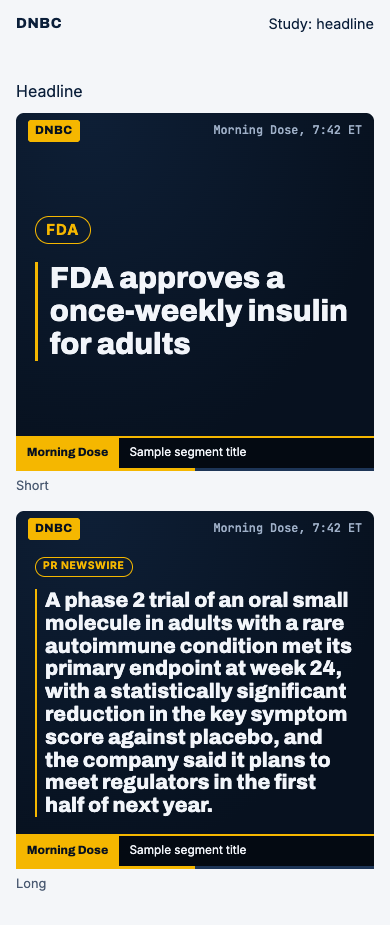 DNBC
Study: headline
Headline
DNBC
Morning Dose, 7:42 ET
FDA
FDA approves a
once-weekly insulin
for adults
Morning Dose
Sample segment title
Short
DNBC
Morning Dose, 7:42 ET
PR NEWSWIRE
A phase 2 trial of an oral small
molecule in adults with a rare
autoimmune condition met its
primary endpoint at week 24,
with a statistically significant
reduction in the key symptom
score against placebo, and
the company said it plans to
meet regulators in the first
half of next year.
Morning Dose
Sample segment title
Long